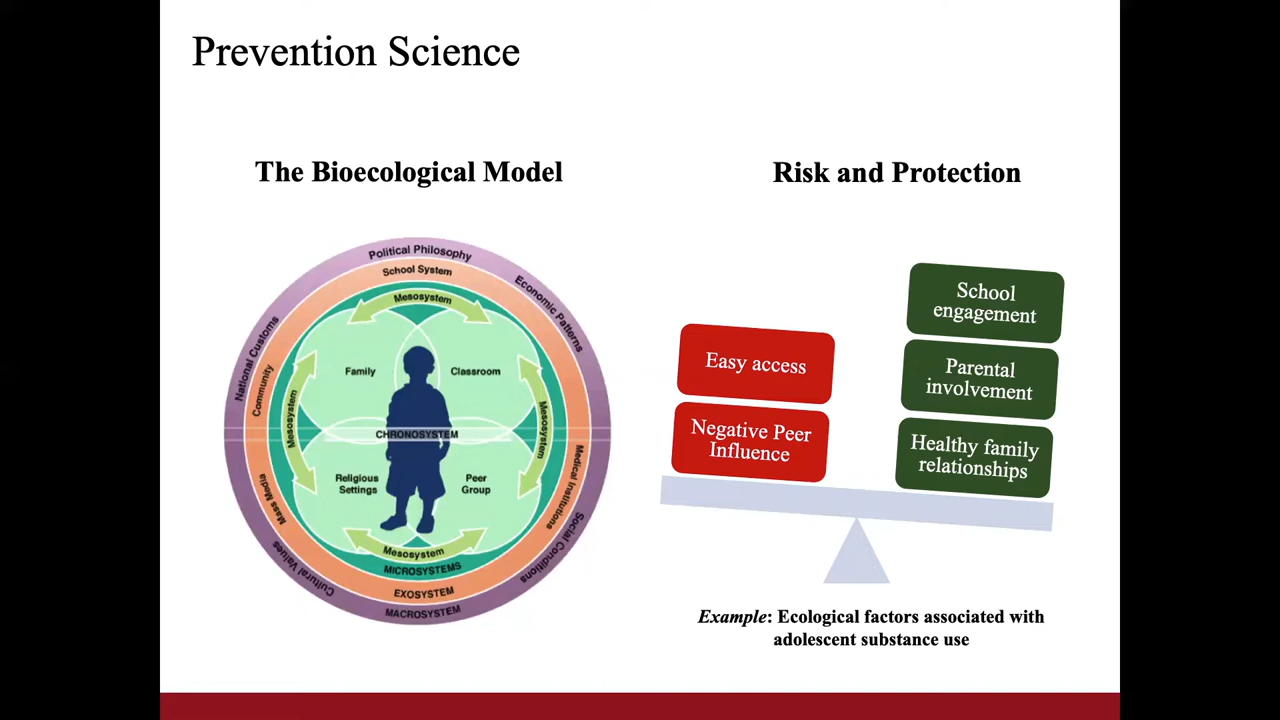 Prevention Science
The Bioecological Model
Political Philosophy
School System
Economic Patterns
Mesosystem
National Customs
Community
Family
Classroom
Mesosystem
Mesosystem
CHRONOSYSTEM
Religious
Settings
Peer
Group
Mass Media
Medical Institutions
Cultural Values
Social Conditions
Mesosystem
MICROSYSTEMS
EXOSYSTEM
MACROSYSTEM
Risk and Protection
Easy access
Negative Peer
Influence
School
engagement
Parental
involvement
Healthy family
relationships
Example: Ecological factors associated with
adolescent substance use